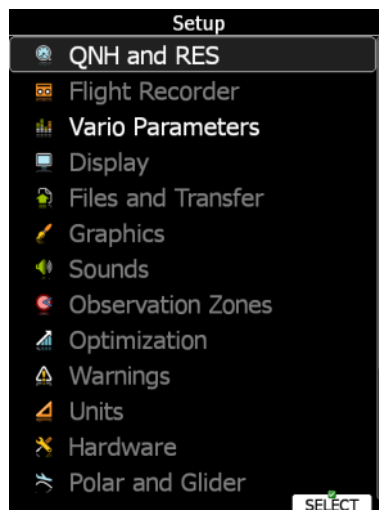 Setup
QNH and RES
Flight Recorder
Vario Parameters
Display
Files and Transfer
Graphics
Sounds
Observation Zones
Optimization
Warnings
Units
Hardware
Polar and Glider
SELECT